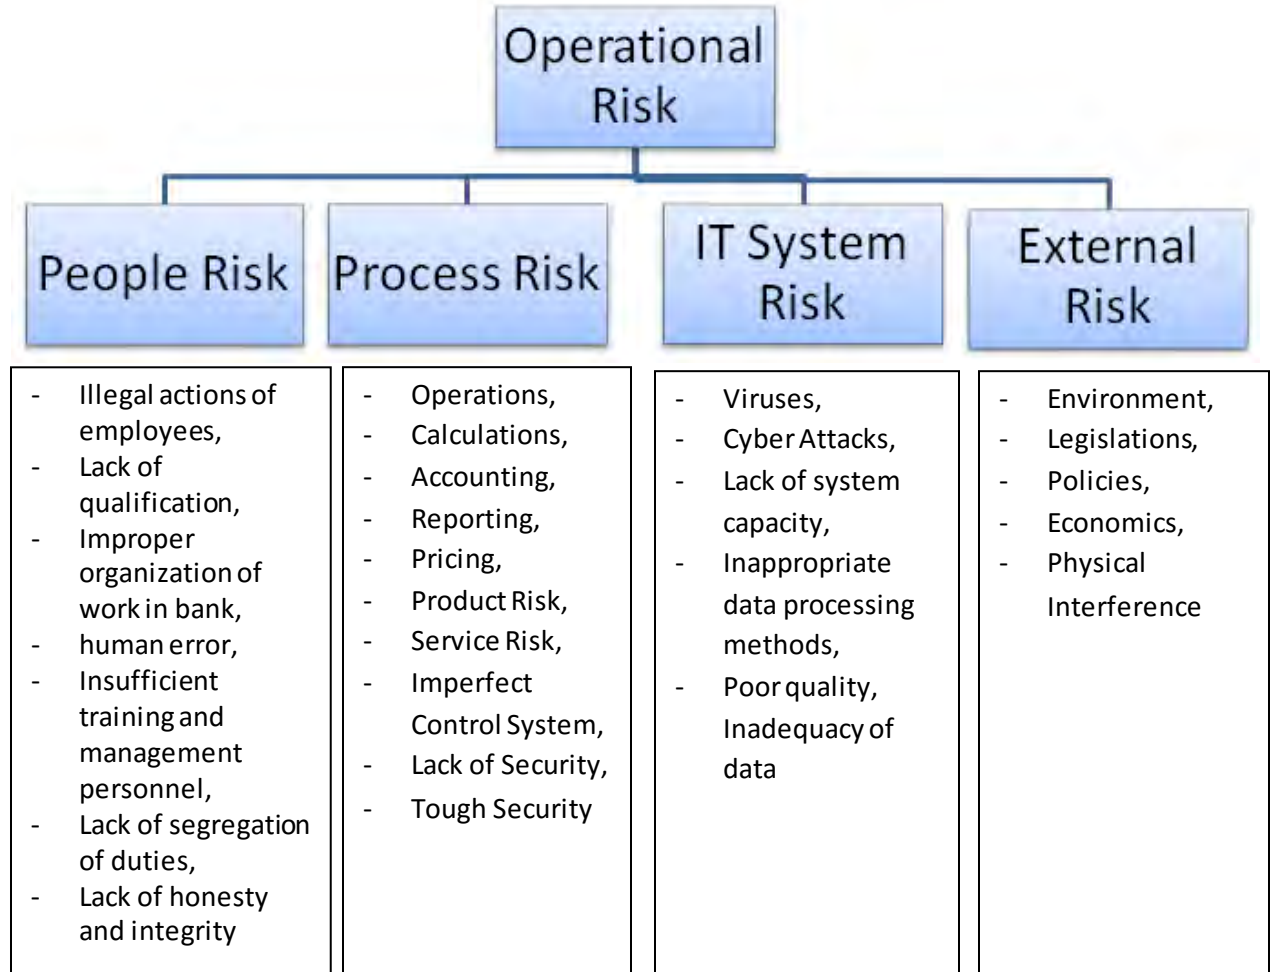 Operational
Risk
People Risk
Process Risk
IT System
Risk
External
Risk
- Illegal actions of
employees,
- Lack of
qualification,
- Improper
organization of
work in bank,
- human error,
- Insufficient
training and
management
personnel,
- Lack of segregation
of duties,
- Lack of honesty
and integrity
- Operations,
- Calculations,
- Accounting,
- Reporting,
- Pricing,
- Product Risk,
- Service Risk,
- Imperfect
Control System,
- Lack of Security,
- Tough Security
- Viruses,
- Cyber Attacks,
- Lack of system
capacity,
- Inappropriate
data processing
methods,
- Poor quality,
Inadequacy of
data
- Environment,
- Legislations,
- Policies,
- Economics,
- Physical
Interference